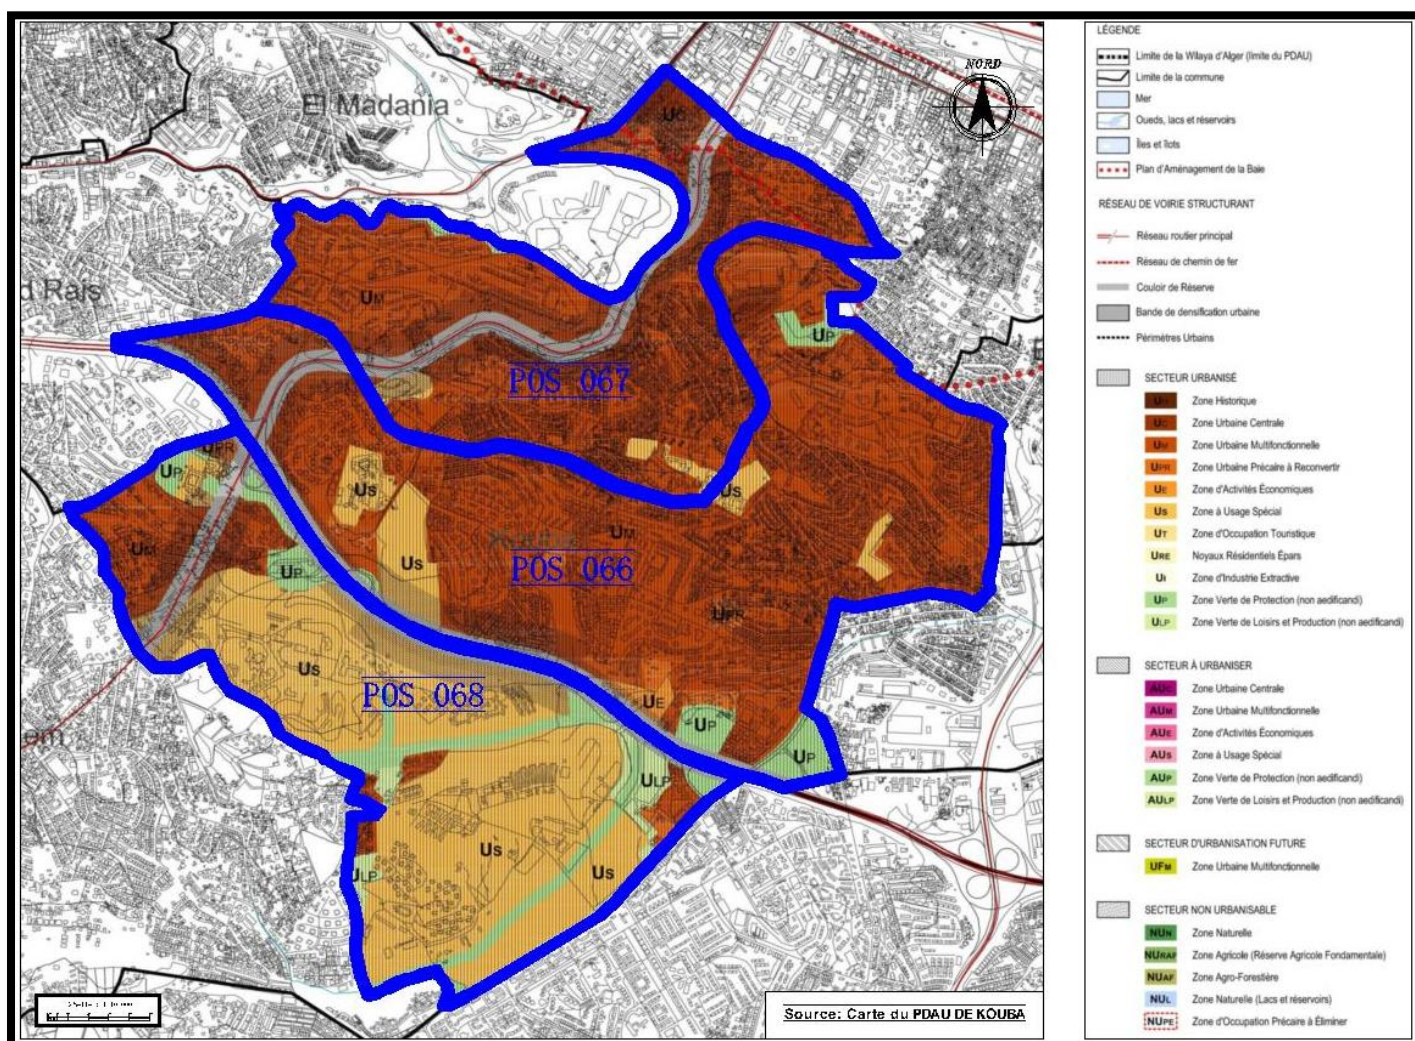 NORD
El Madania
UC
d Rais
UM
UP
POS 067
UPR
UP
US
US
UM
UM
US
POS 066
UP
UPR
US
POS 068
UE
UP
UP
ULP
US
US
ULP
Source: Carte du PDAU DE KOUBA
LÉGENDE
Limite de la Wilaya d'Alger (limite du PDAU)
Limite de la commune
Mer
Oueds, lacs et réservoirs
Îles et îlots
Plan d'Aménagement de la Baie
RÉSEAU DE VOIRIE STRUCTURANT
Réseau routier principal
Réseau de chemin de fer
Couloir de Réserve
Bande de densification urbaine
Périmètres Urbains
SECTEUR URBANISÉ
Zone Historique
UC Zone Urbaine Centrale
UM Zone Urbaine Multifonctionnelle
UPR Zone Urbaine Précaire à Reconvertir
UE Zone d'Activités Économiques
US Zone à Usage Spécial
UT Zone d'Occupation Touristique
URE Noyaux Résidentiels Épars
UI Zone d'Industrie Extractive
UP Zone Verte de Protection (non aedificandi)
ULP Zone Verte de Loisirs et Production (non aedificandi)
SECTEUR À URBANISER
AUC Zone Urbaine Centrale
AUM Zone Urbaine Multifonctionnelle
AUE Zone d'Activités Économiques
AUS Zone à Usage Spécial
AUP Zone Verte de Protection (non aedificandi)
AULP Zone Verte de Loisirs et Production (non aedificandi)
SECTEUR D'URBANISATION FUTURE
UFM Zone Urbaine Multifonctionnelle
SECTEUR NON URBANISABLE
NUN Zone Naturelle
NURAF Zone Agricole (Réserve Agricole Fondamentale)
NUAF Zone Agro-Forestière
NUL Zone Naturelle (Lacs et réservoirs)
NUPE Zone d'Occupation Précaire à Éliminer